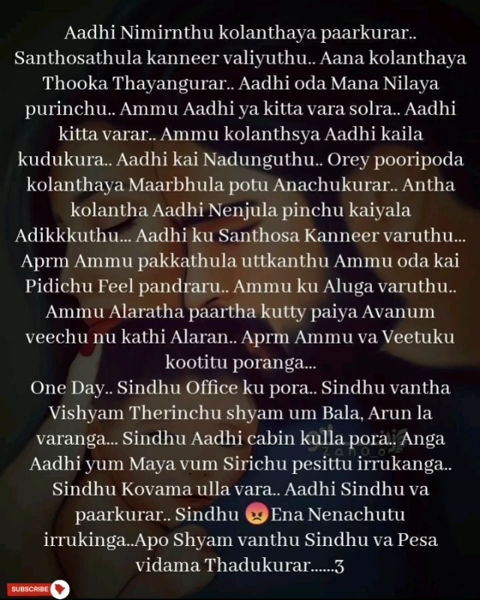 Aadhi Nimirnthu kolanthaya paarkurar..
Santhosathula kanneer valiyuthu.. Aana kolanthaya
Thooka Thayangurar.. Aadhi oda Mana Nilaya
purinchu.. Ammu Aadhi ya kitta vara solra.. Aadhi
kitta varar.. Ammu kolanthsya Aadhi kaila
kudukura.. Aadhi kai Nadunguthu.. Orey pooripoda
kolanthaya Maarbhula potu Anachukurar.. Antha
kolantha Aadhi Nenjula pinchu kaiyala
Adikkkuthu... Aadhi ku Santhosa Kanneer varuthu...
Aprm Ammu pakkathula uttkanthu Ammu oda kai
Pidichu Feel pandraru.. Ammu ku Aluga varuthu..
Ammu Alaratha paartha kutty paiya Avanum
veechu nu kathi Alaran.. Aprm Ammu va Veetuku
kootitu poranga...
One Day.. Sindhu Office ku pora.. Sindhu vantha
Vishyam Therinchu shyam um Bala, Arun la
varanga... Sindhu Aadhi cabin kulla pora.. Anga
Aadhi yum Maya vum Sirichu pesittu irrukanga..
Sindhu Kovama ulla vara.. Aadhi Sindhu va
paarkurar.. Sindhu 😡Ena Nenachutu
irrukinga..Apo Shyam vanthu Sindhu va Pesa
vidama Thadukurar......3
SUBSCRIBE